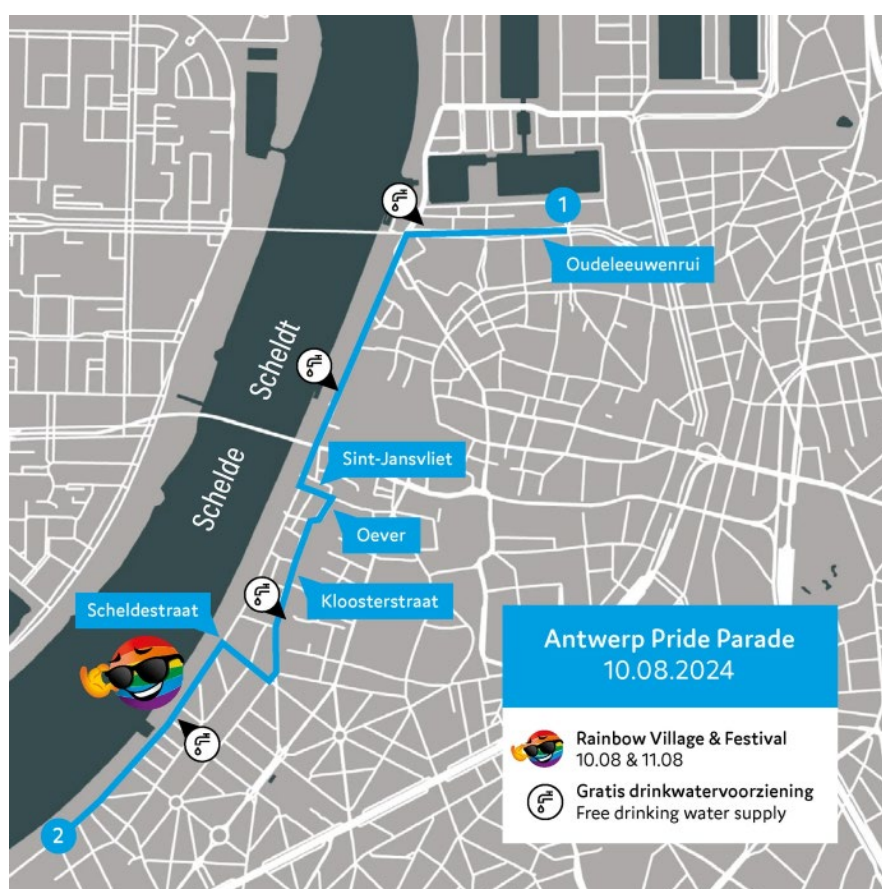 1
Oudeleeuwenrui
Scheldt
Schelde
Sint-Jansvliet
Oever
Kloosterstraat
Scheldestraat
2
Antwerp Pride Parade
10.08.2024
Rainbow Village & Festival
10.08 & 11.08
Gratis drinkwatervoorziening
Free drinking water supply